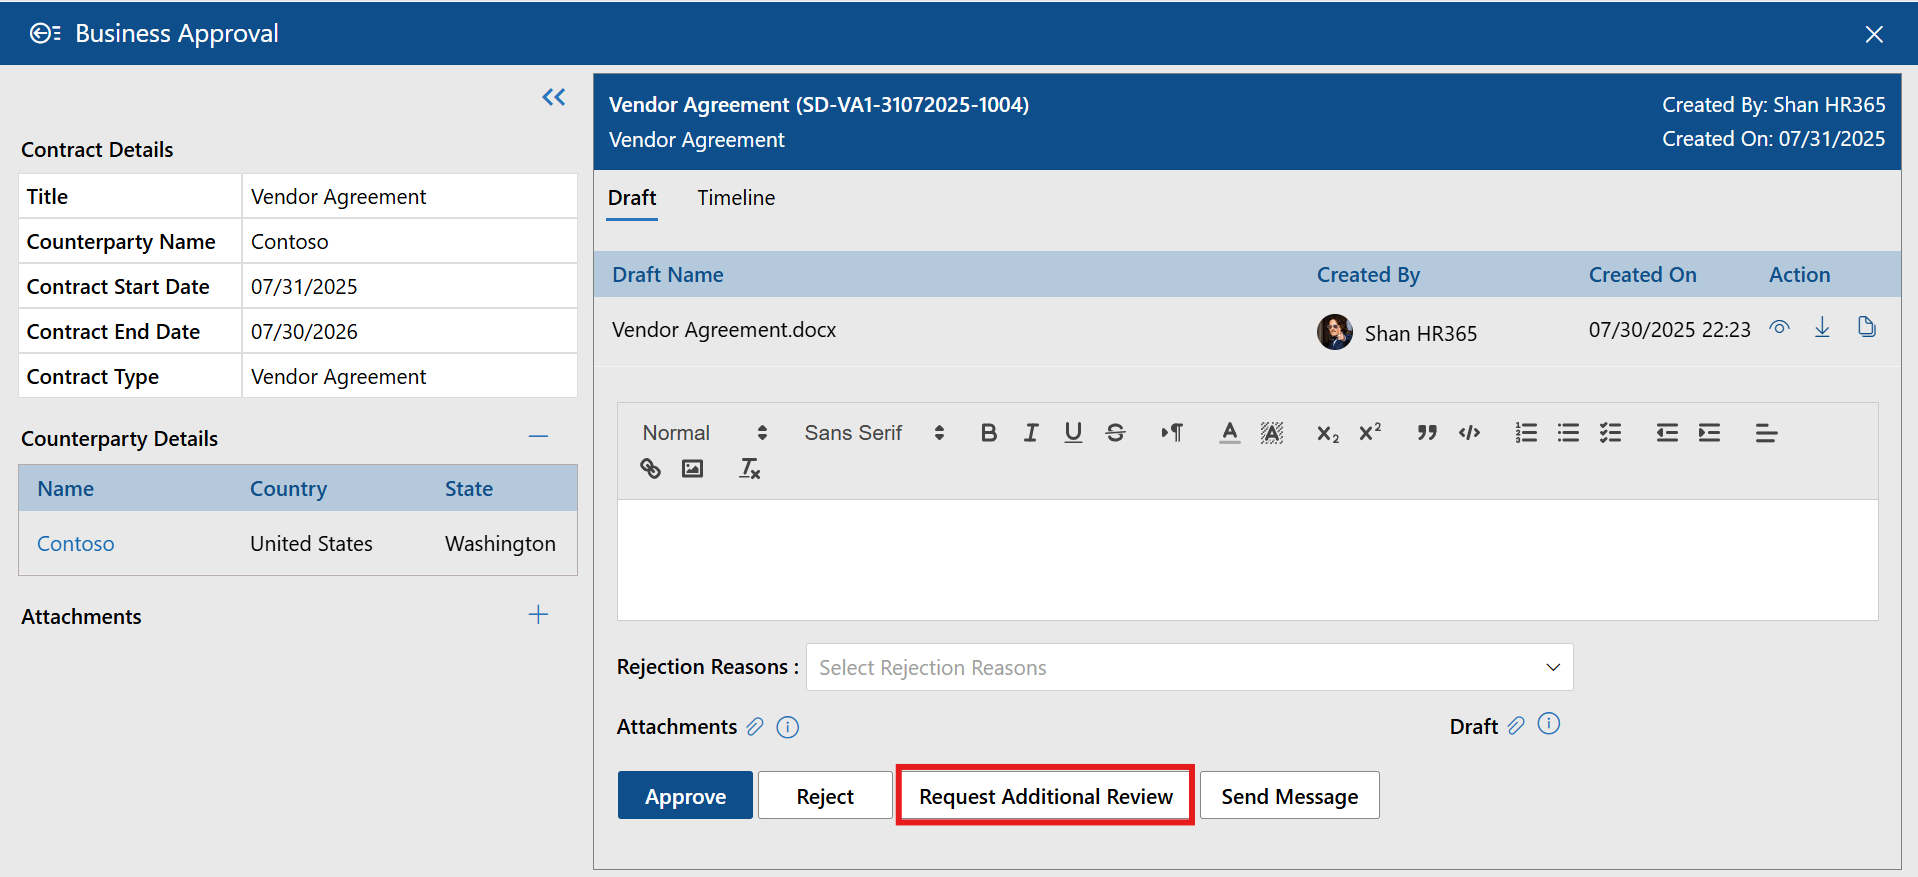 Business Approval
Contract Details
Title Vendor Agreement
Counterparty Name Contoso
Contract Start Date 07/31/2025
Contract End Date 07/30/2026
Contract Type Vendor Agreement
Counterparty Details
Name Country State
Contoso United States Washington
Attachments
Vendor Agreement (SD-VA1-31072025-1004) Created By: Shan HR365
Vendor Agreement Created On: 07/31/2025
Draft Timeline
Draft Name Created By Created On Action
Vendor Agreement.docx Shan HR365 07/30/2025 22:23
Normal Sans Serif
Rejection Reasons : Select Rejection Reasons
Attachments Draft
Approve Reject Request Additional Review Send Message